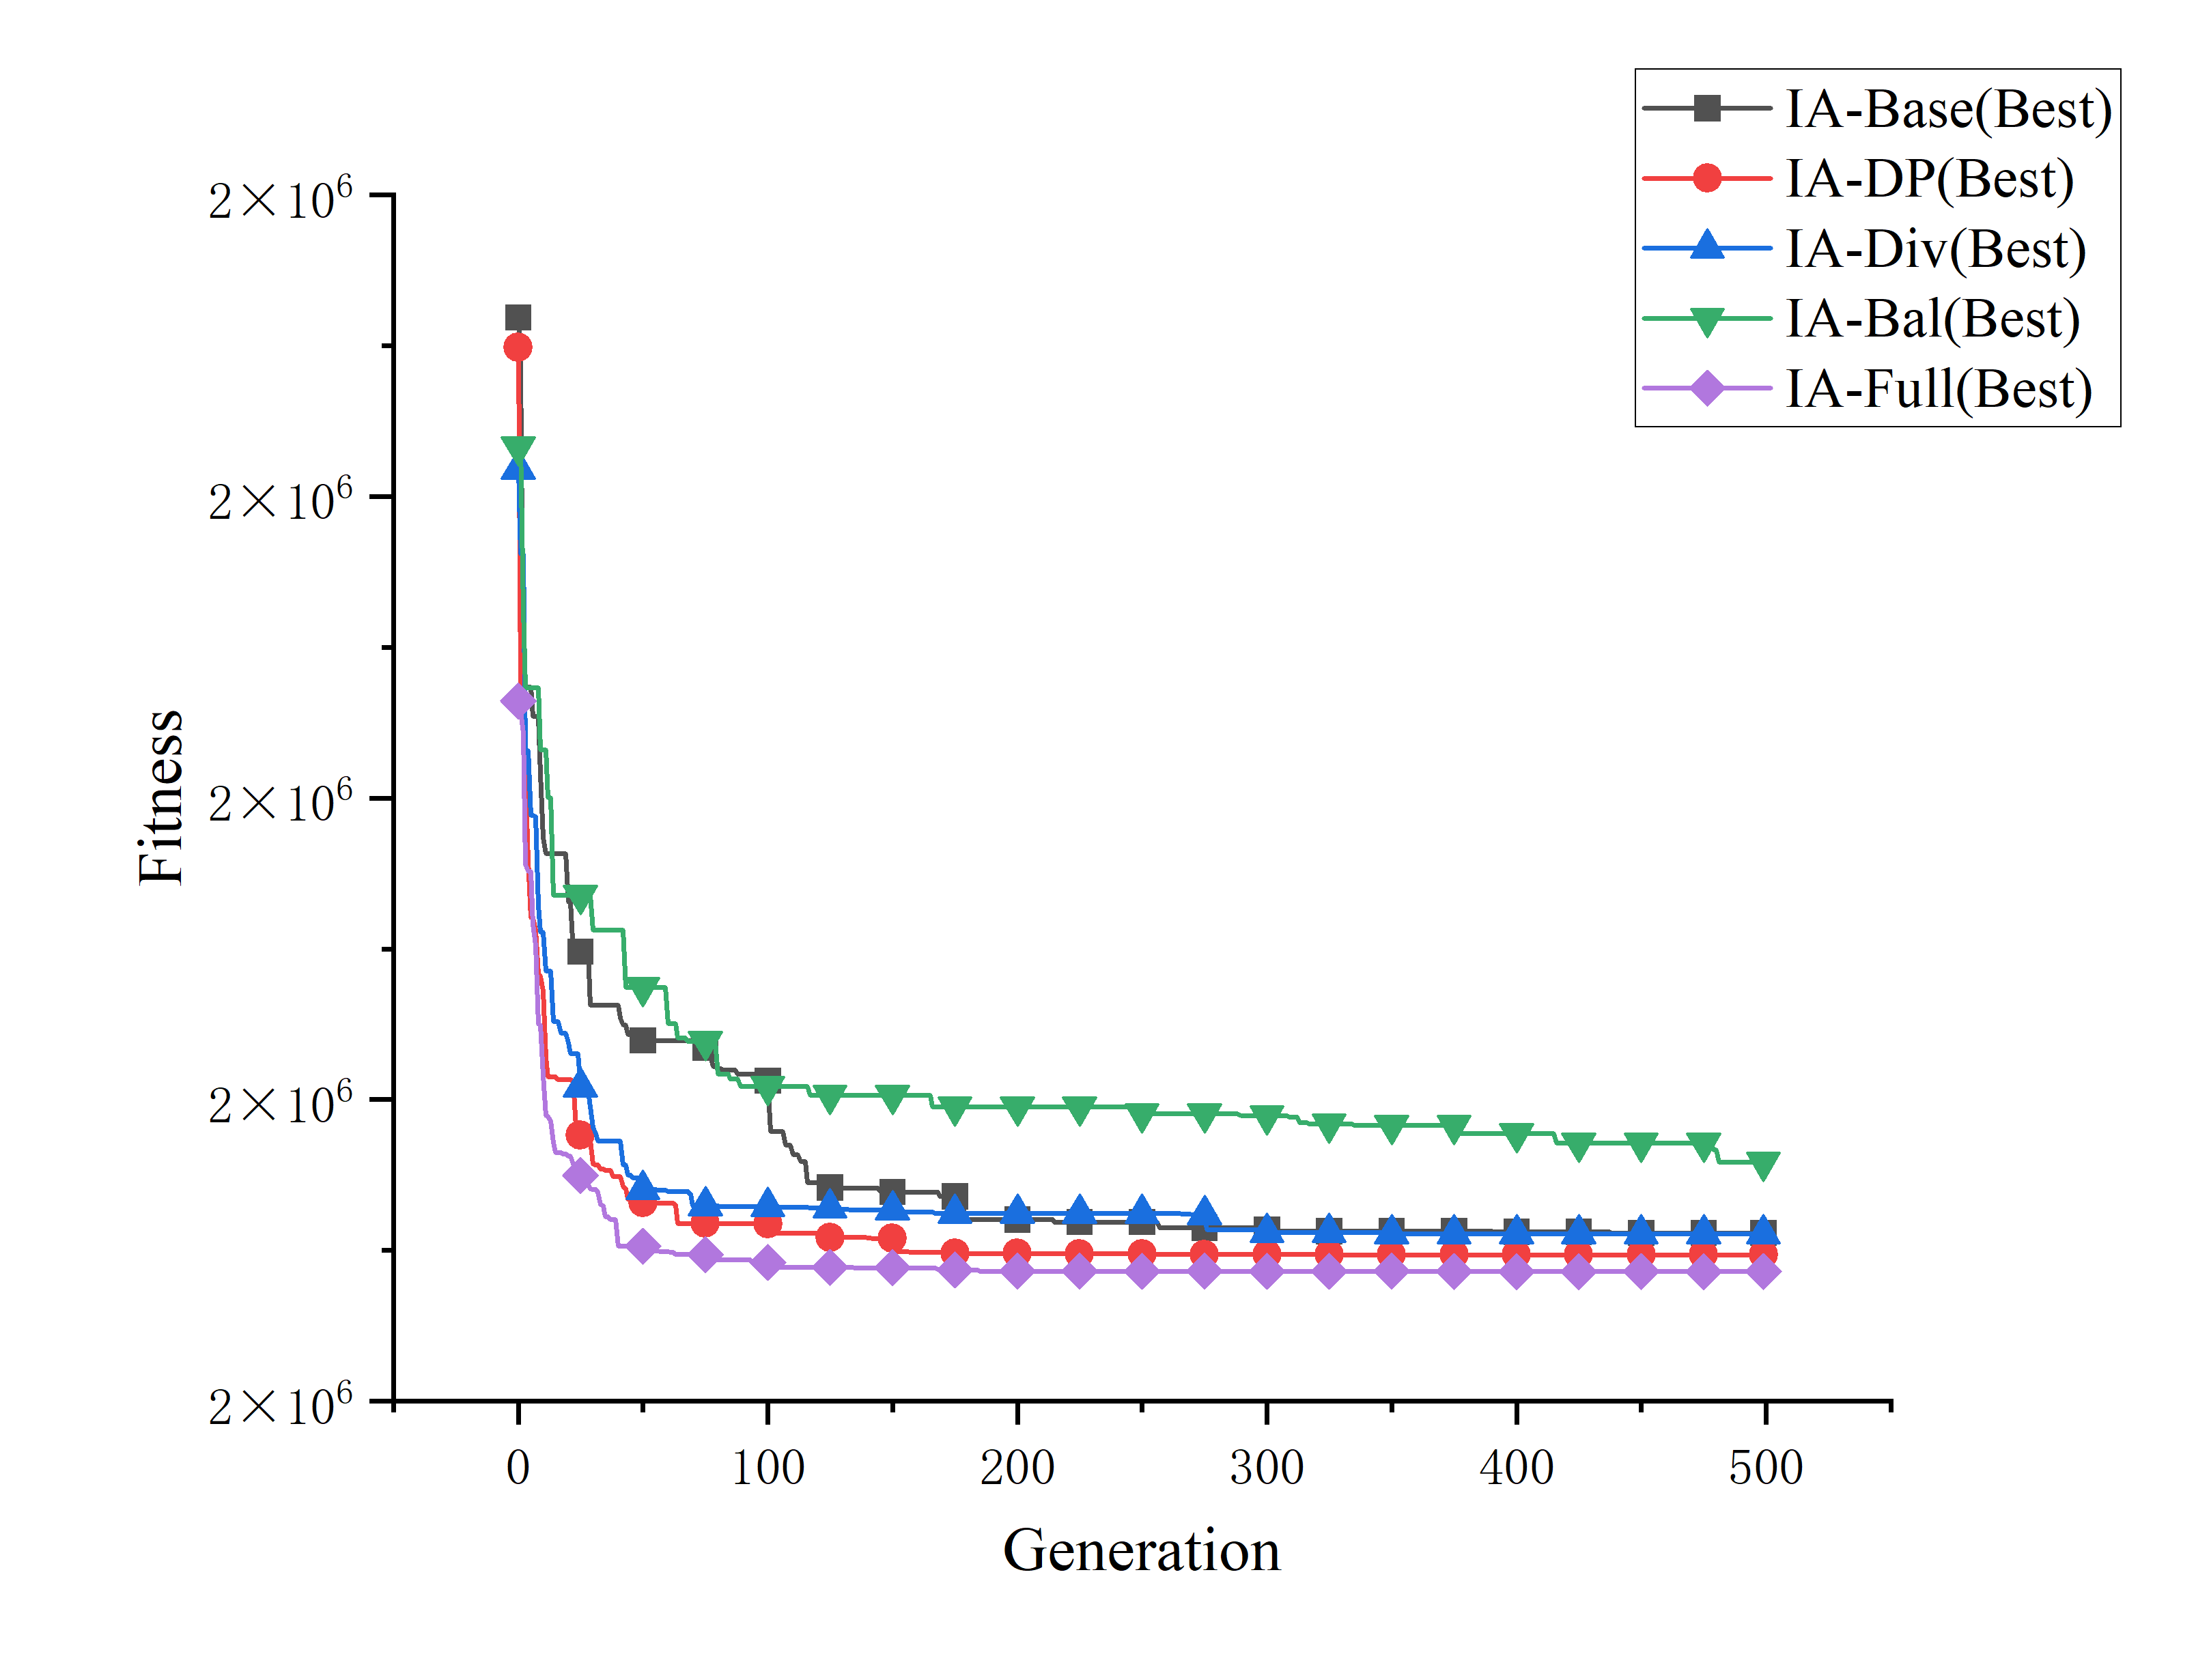 IA-Base(Best)
IA-DP(Best)
IA-Div(Best)
IA-Bal(Best)
IA-Full(Best)
2×10⁶
2×10⁶
2×10⁶
2×10⁶
2×10⁶
Fitness
0 100 200 300 400 500
Generation